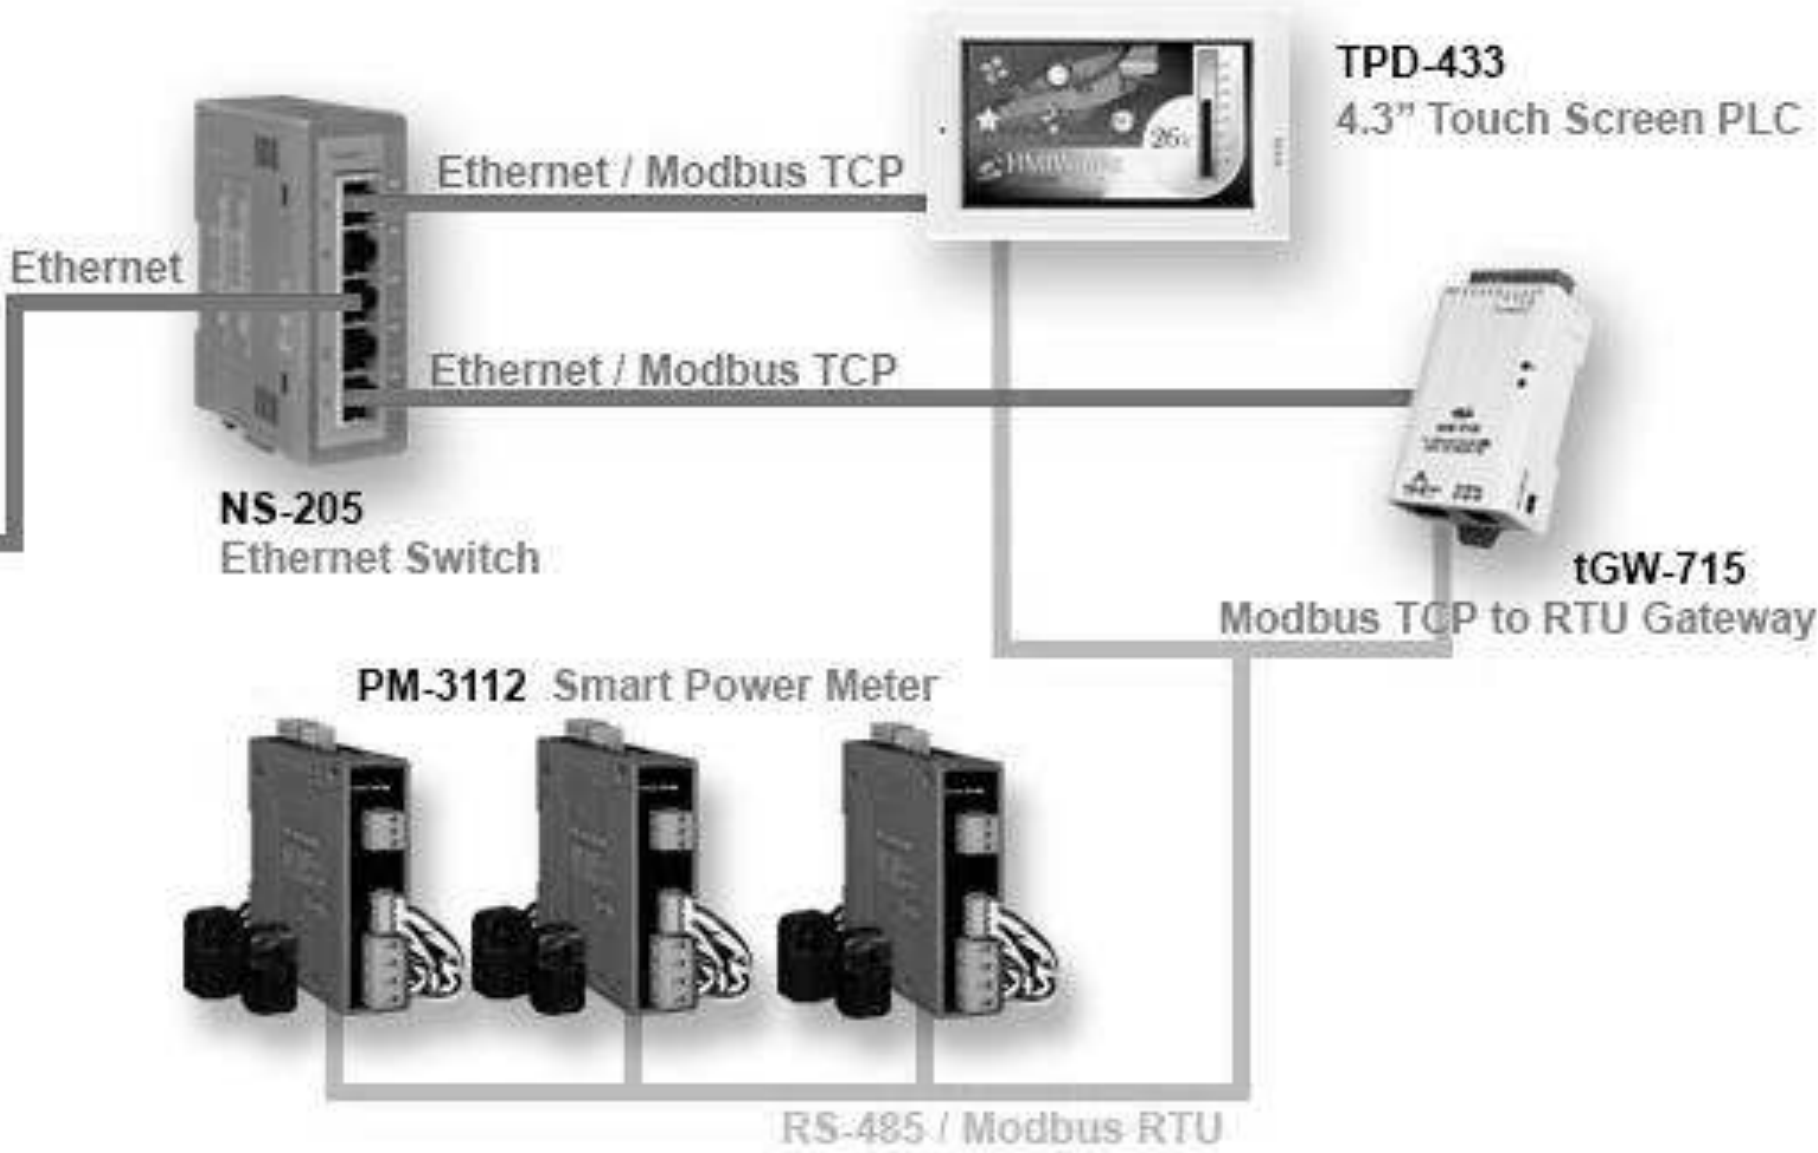 TPD-433
4.3” Touch Screen PLC
Ethernet / Modbus TCP
26
Ethernet
Ethernet / Modbus TCP
NS-205
Ethernet Switch
tGW-715
Modbus TCP to RTU Gateway
PM-3112 Smart Power Meter
RS-485 / Modbus RTU